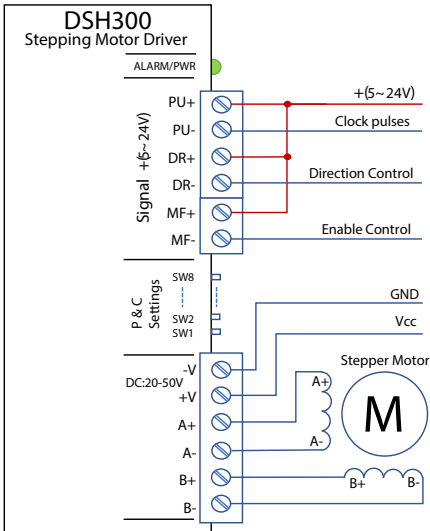 DSH300
Stepping Motor Driver
ALARM/PWR
Signal +(5~24V)
PU+
PU-
DR+
DR-
MF+
MF-
+(5~24V)
Clock pulses
Direction Control
Enable Control
P & C
Settings
SW8
SW2
SW1
GND
Vcc
DC:20-50V
-V
+V
A+
A-
B+
B-
Stepper Motor
A+
A-
M
B+ B-